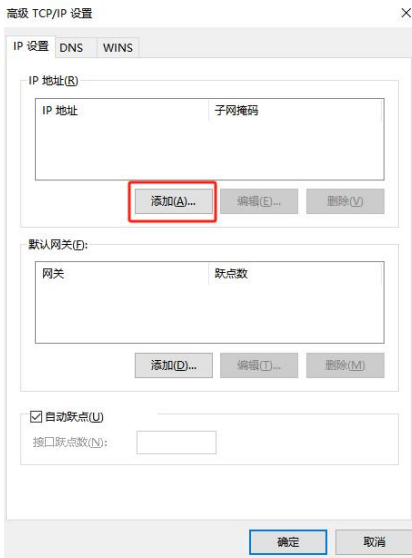 高级 TCP/IP 设置
IP 设置 DNS WINS
IP 地址(R)
IP 地址 子网掩码
添加(A)... 编辑(E)... 删除(V)
默认网关(F):
网关 跃点数
添加(D)... 编辑(T)... 删除(M)
自动跃点(U)
接口跃点数(N):
确定 取消